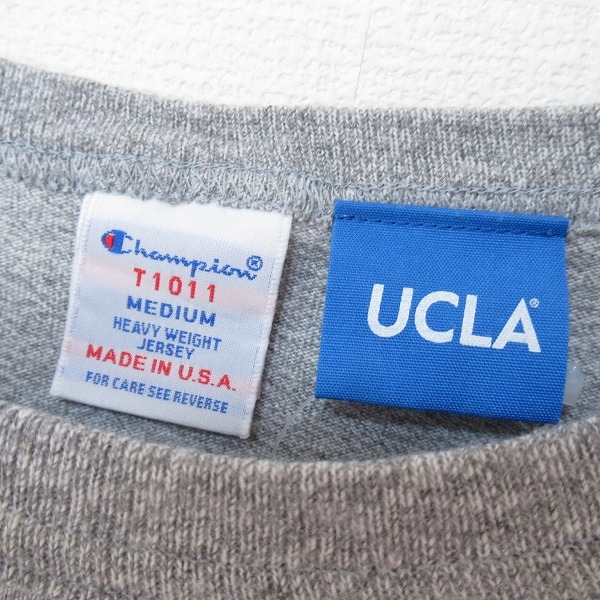 Champion®
T1011
MEDIUM
HEAVY WEIGHT
JERSEY
MADE IN U.S.A.
FOR CARE SEE REVERSE
UCLA®